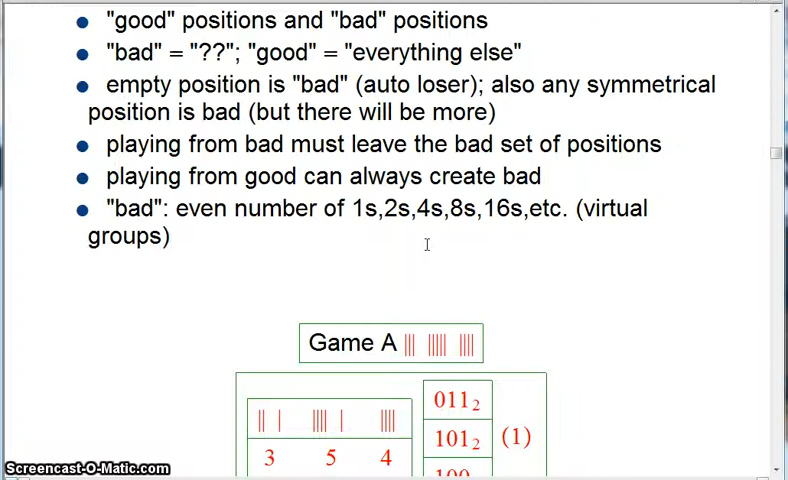 "good" positions and "bad" positions
"bad" = "??"; "good" = "everything else"
empty position is "bad" (auto loser); also any symmetrical
position is bad (but there will be more)
playing from bad must leave the bad set of positions
playing from good can always create bad
"bad": even number of 1s,2s,4s,8s,16s,etc. (virtual
groups)
Game A ||| ||||| ||||
|| | |||| | ||||
3 5 4
011₂
101₂
100₂
(1)
Screencast-O-Matic.com